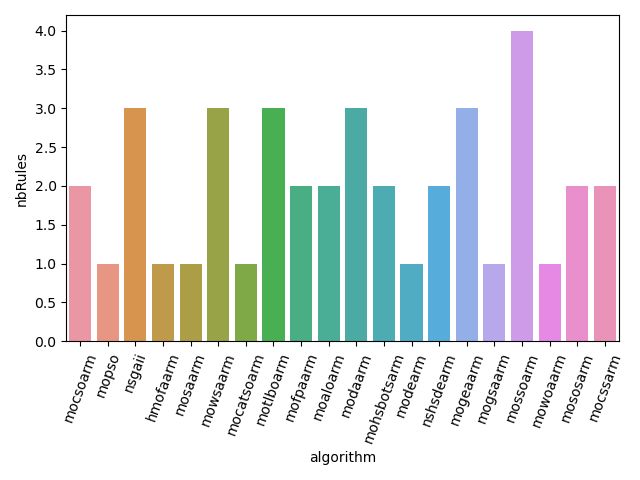 4.0
3.5
3.0
2.5
2.0
1.5
1.0
0.5
0.0
nbRules
mocsoarm
mopso
nsgaii
hmofaarm
mosaarm
mowsaarm
mocatsoarm
motlboarm
mofpaarm
moaloarm
modaarm
mohsbotsarm
modearm
nshsdearm
mogeaarm
mogsaarm
mossoarm
mowoaarm
mososarm
mocssarm
algorithm